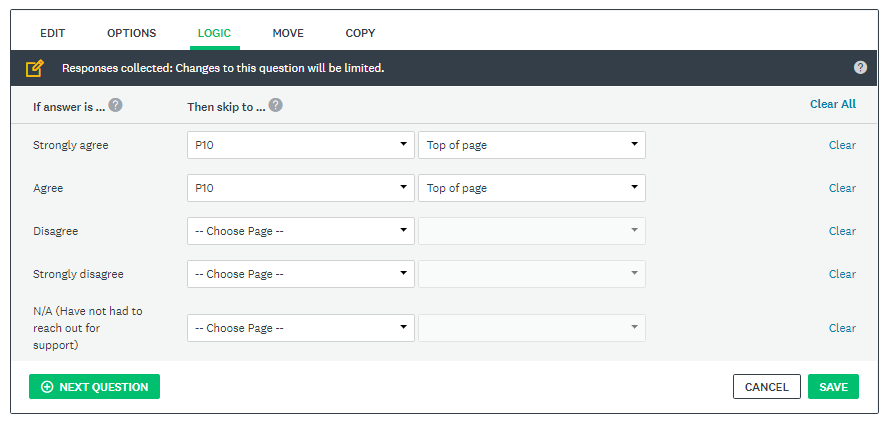 EDIT OPTIONS LOGIC MOVE COPY
Responses collected: Changes to this question will be limited. ?
If answer is ... ? Then skip to ... ? Clear All
Strongly agree P10 Top of page Clear
Agree P10 Top of page Clear
Disagree -- Choose Page -- Clear
Strongly disagree -- Choose Page -- Clear
N/A (Have not had to
reach out for
support)
-- Choose Page -- Clear
NEXT QUESTION CANCEL SAVE